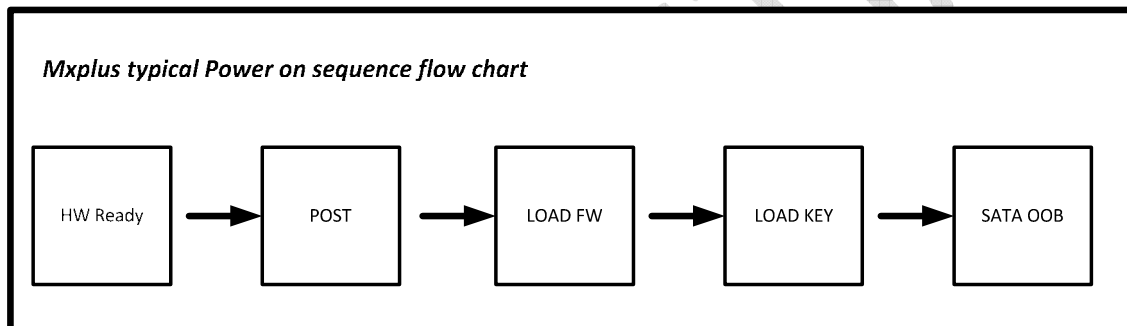 Mxplus typical Power on sequence flow chart
HW Ready
POST
LOAD FW
LOAD KEY
SATA OOB